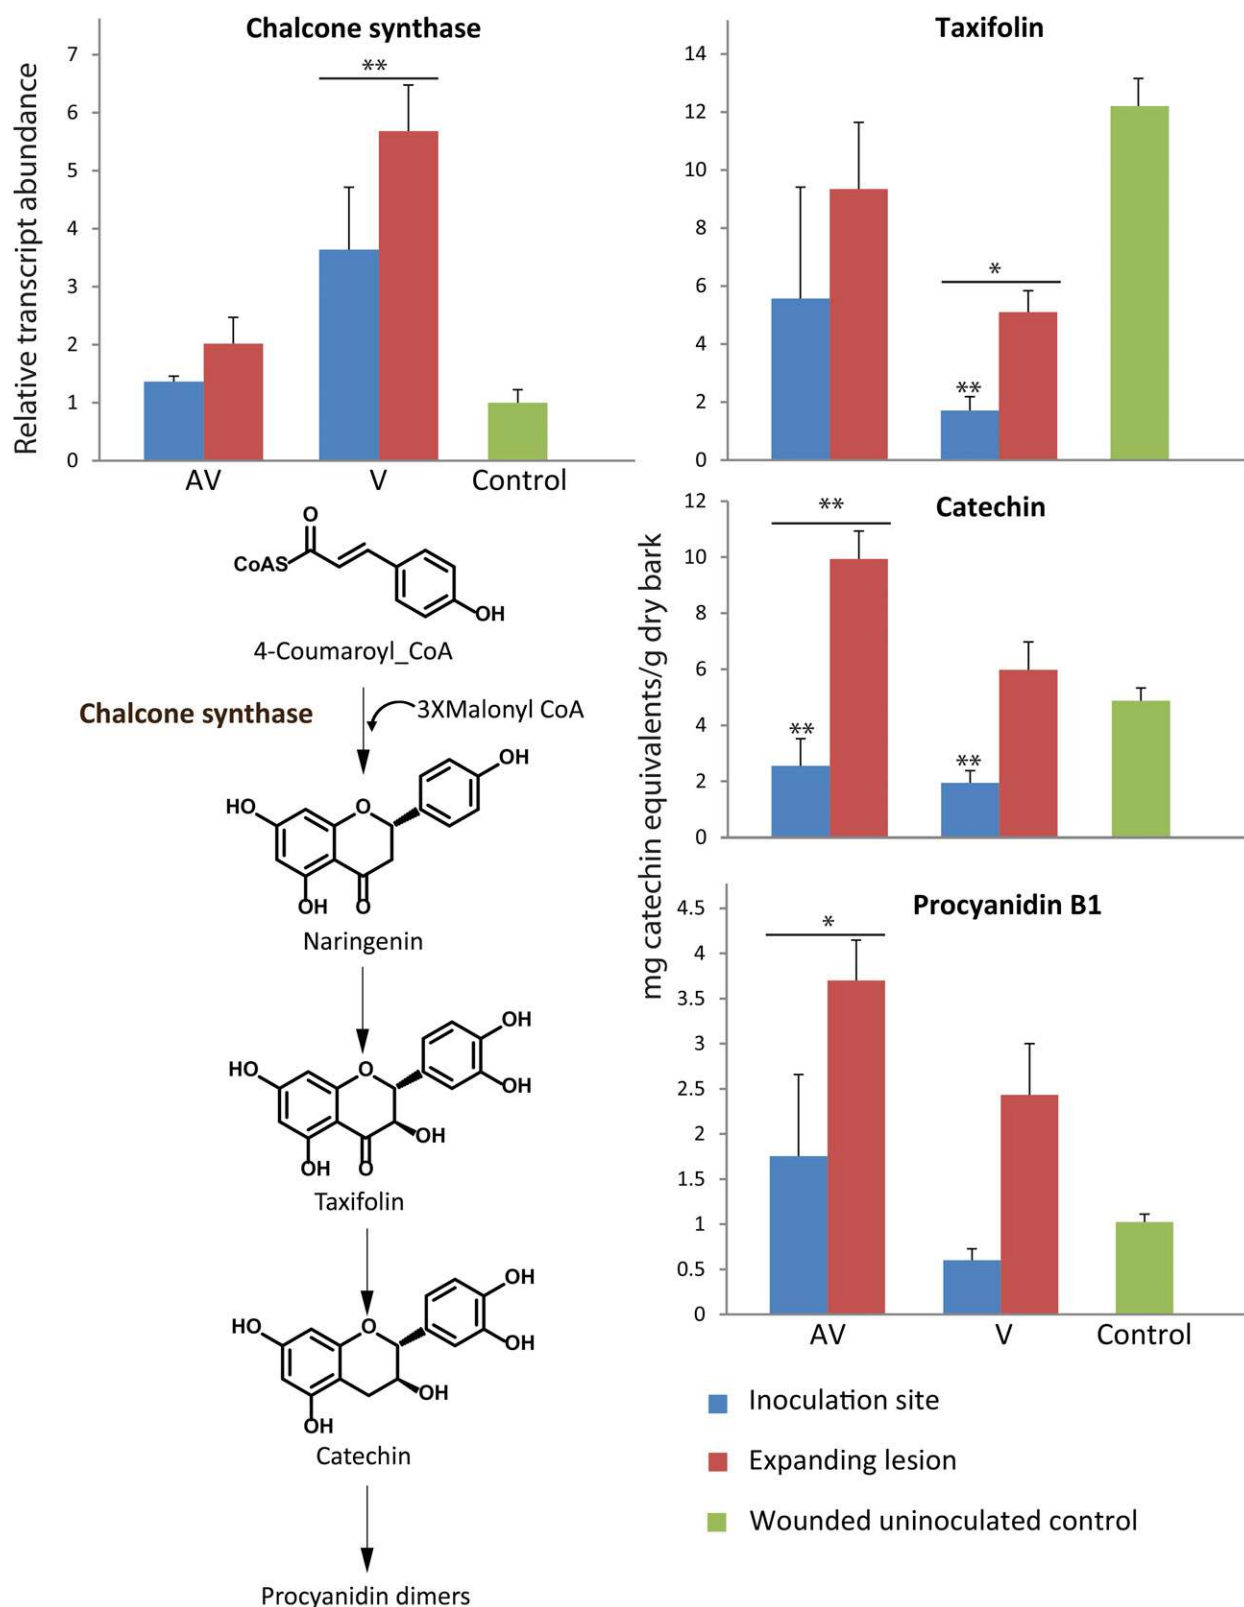 Chalcone synthase
Relative transcript abundance
7
6
5
4
3
2
1
0
**
AV
V
Control
Taxifolin
14
12
10
8
6
4
2
0
*
**
mg catechin equivalents/g dry bark
Catechin
12
10
8
6
4
2
0
**
**
**
Procyanidin B1
4.5
4
3.5
3
2.5
2
1.5
1
0.5
0
*
AV
V
Control
Inoculation site
Expanding lesion
Wounded uninoculated control
O
CoAS
OH
4-Coumaroyl_CoA
Chalcone synthase
3XMalonyl CoA
OH
HO
O
OH
O
Naringenin
OH
HO
O
OH
OH
OH
O
Taxifolin
OH
HO
O
OH
OH
OH
Catechin
Procyanidin dimers